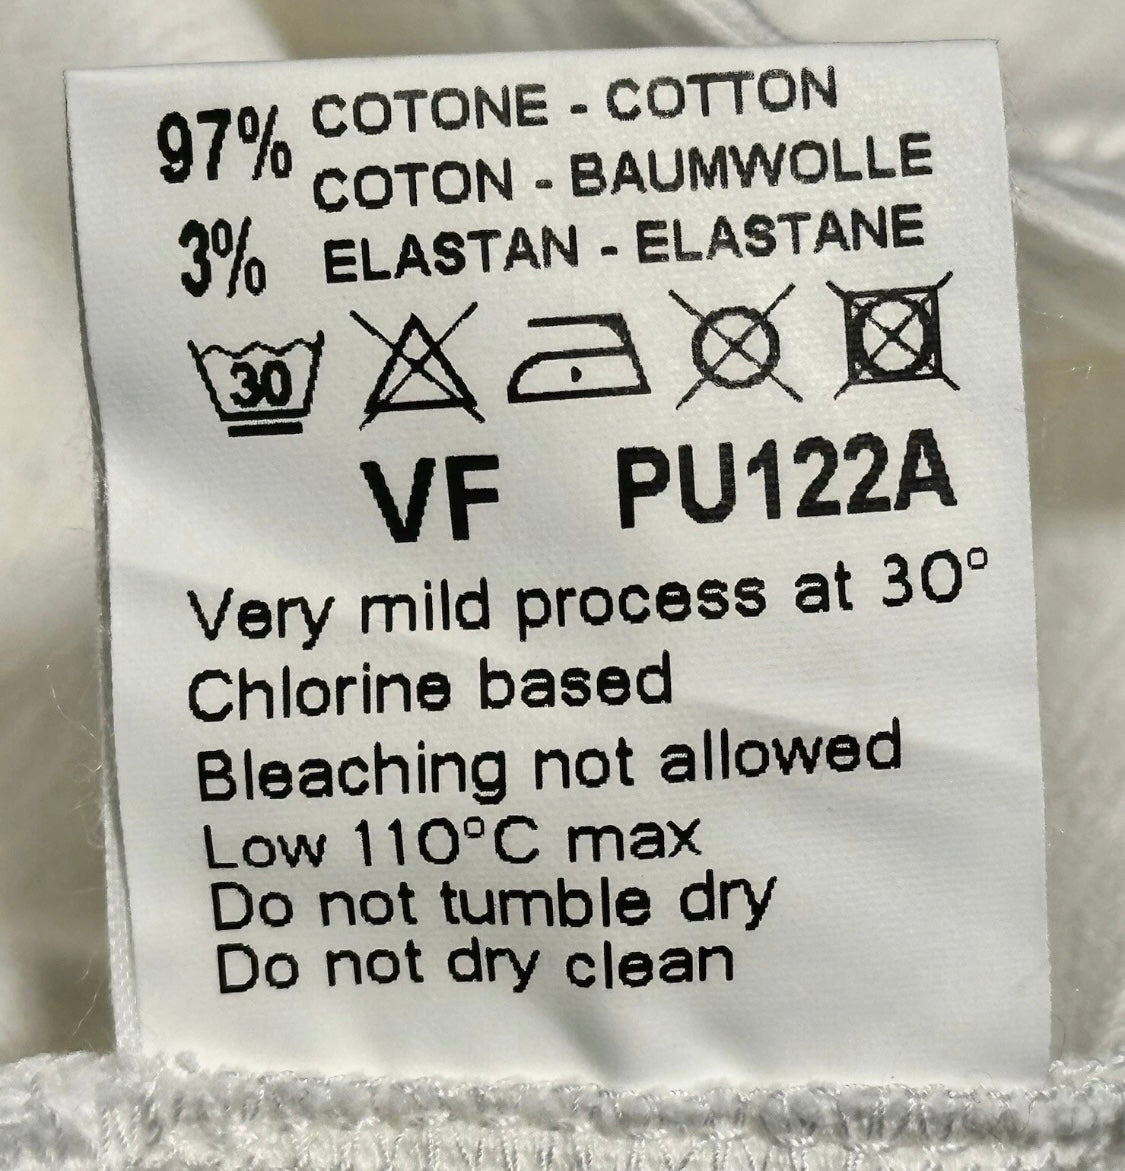 97% COTONE - COTTON
COTON - BAUMWOLLE
3% ELASTAN - ELASTANE
30
VF PU122A
Very mild process at 30°
Chlorine based
Bleaching not allowed
Low 110°C max
Do not tumble dry
Do not dry clean